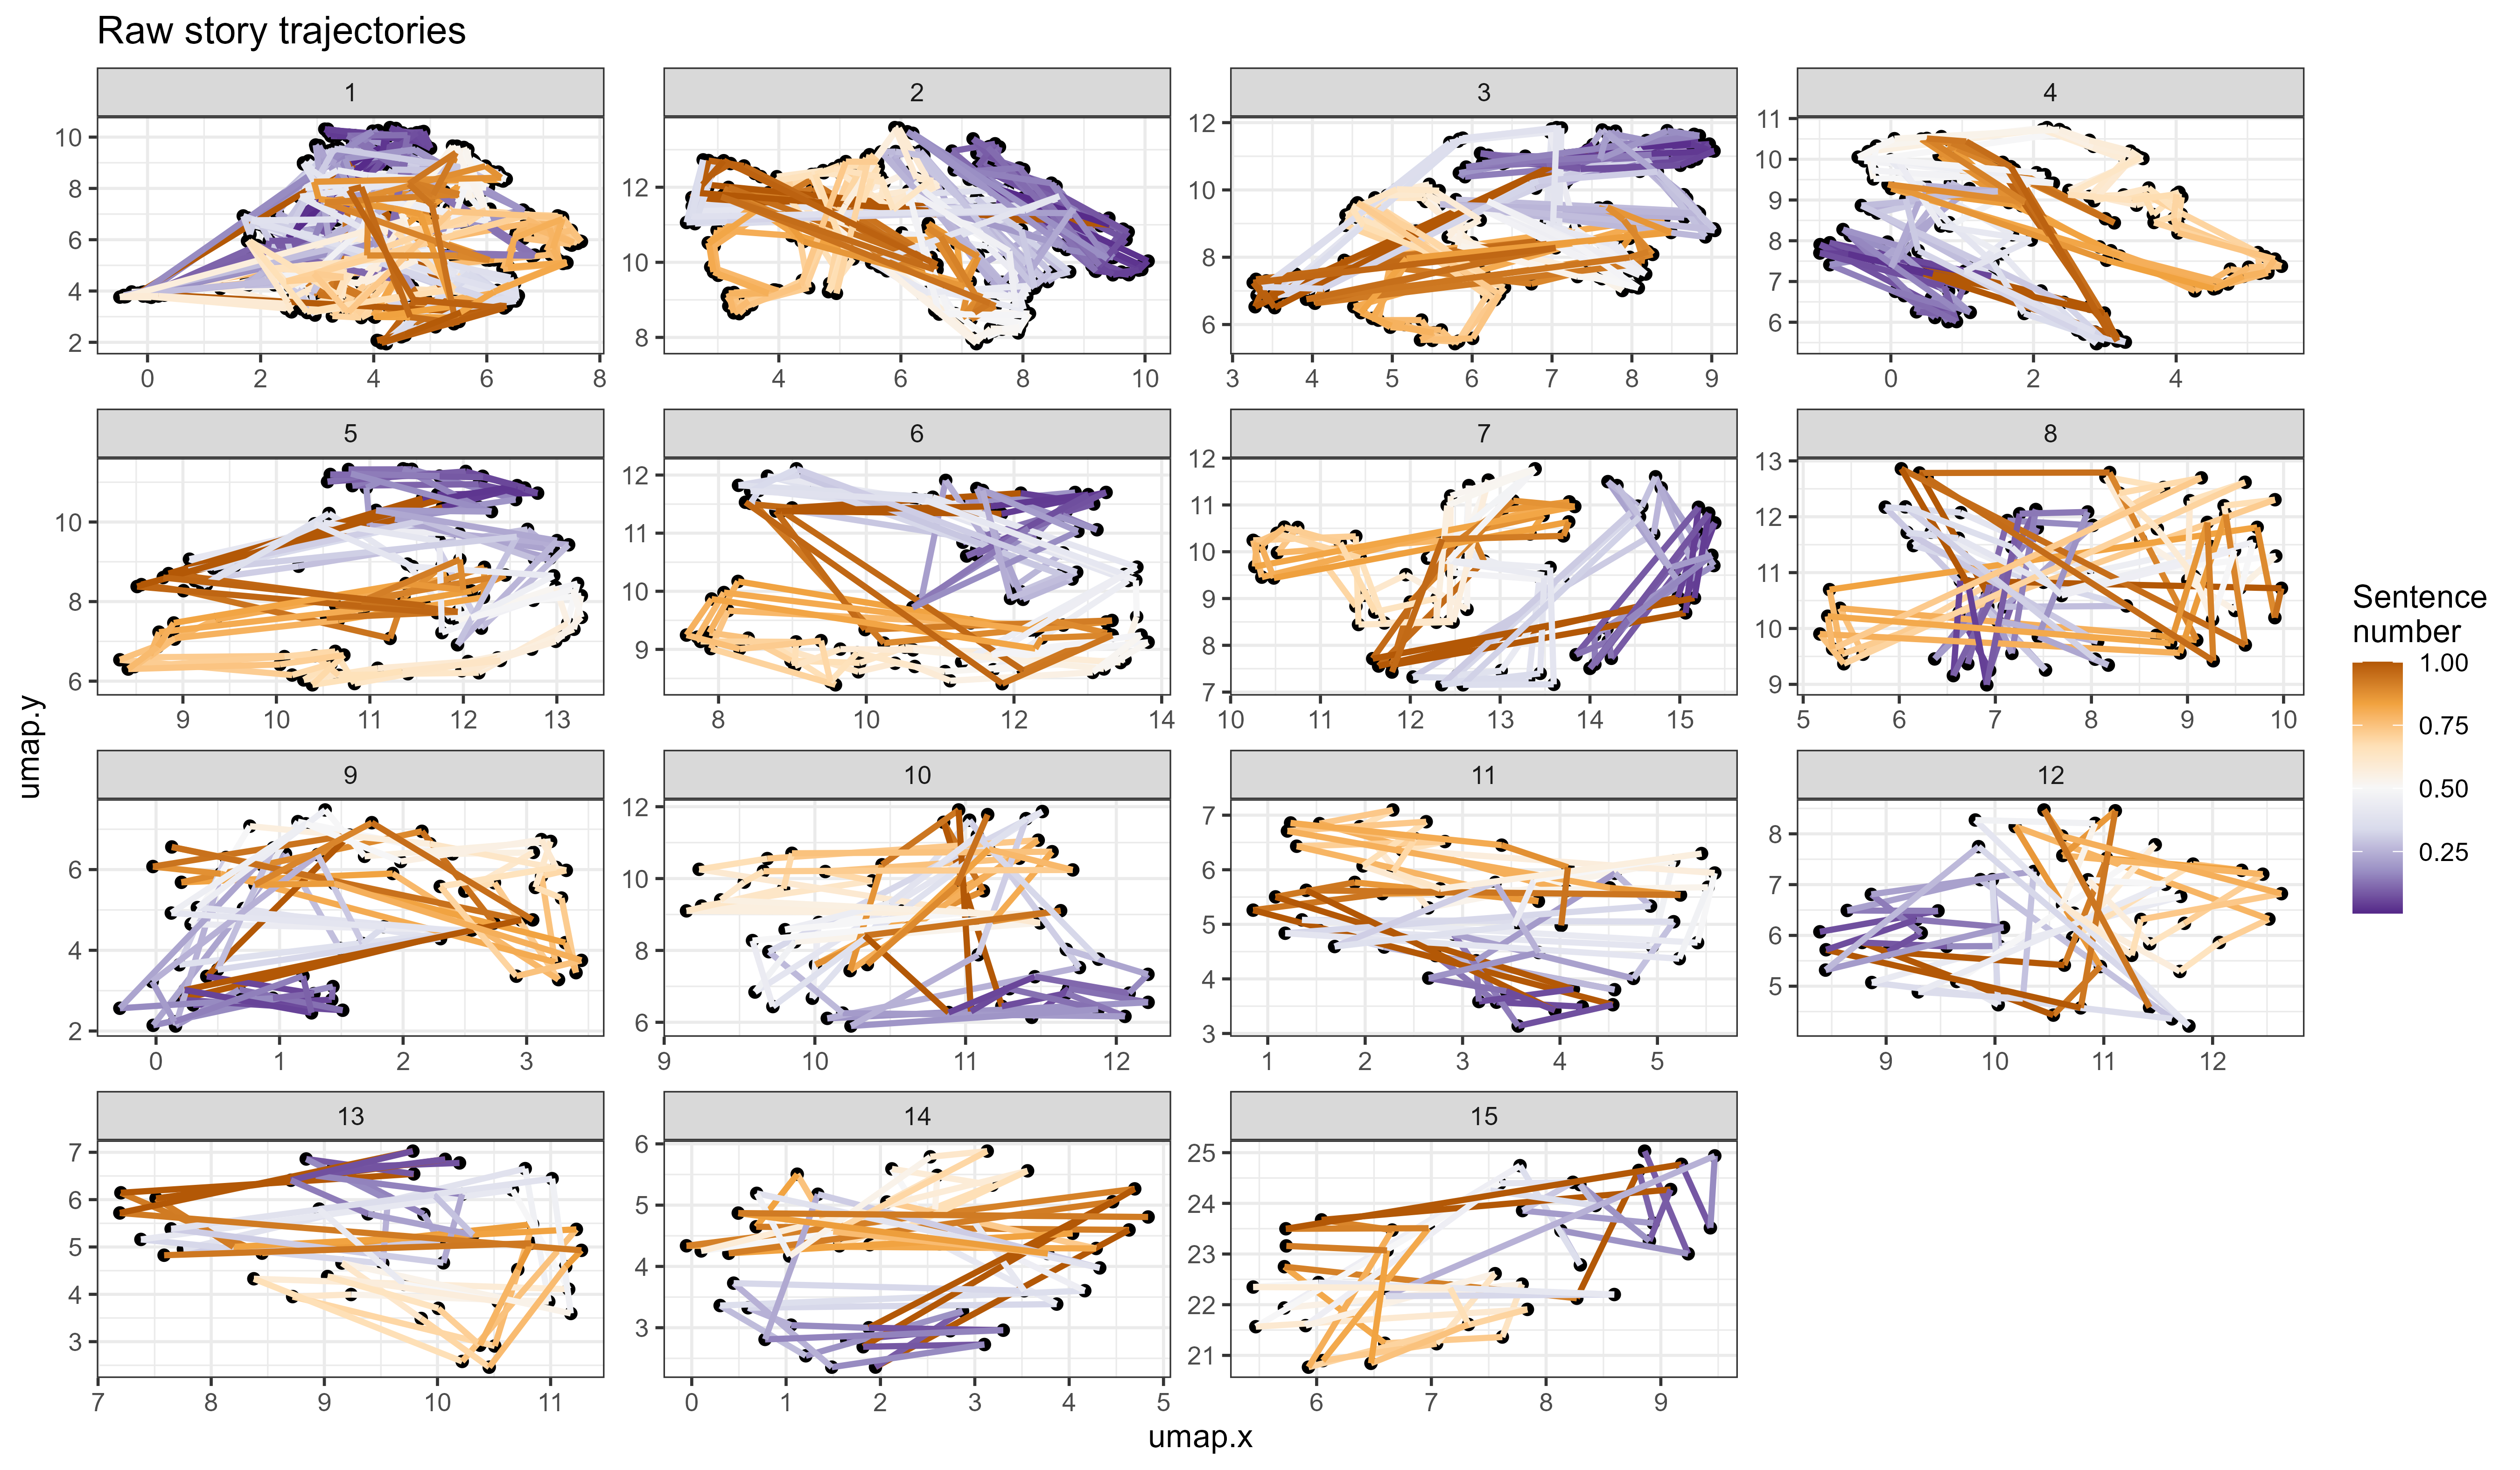 Raw story trajectories
1 2 3 4
10 8 6 4 2
0 2 4 6 8
12 10 8
4 6 8 10
12 10 8 6
3 4 5 6 7 8 9
11 10 9 8 7 6
0 2 4
5 6 7 8
10 8 6
9 10 11 12 13
12 11 10 9
8 10 12 14
12 11 10 9 8 7
10 11 12 13 14 15
13 12 11 10 9
5 6 7 8 9 10
Sentence
number
1.00
0.75
0.50
0.25
umap.y
9 10 11 12
6 4 2
0 1 2 3
12 10 8 6
9 10 11 12
7 6 5 4 3
1 2 3 4 5
8 7 6 5
9 10 11 12
13 14 15
7 6 5 4 3
7 8 9 10 11
6 5 4 3
0 1 2 3 4 5
25 24 23 22 21
6 7 8 9
umap.x